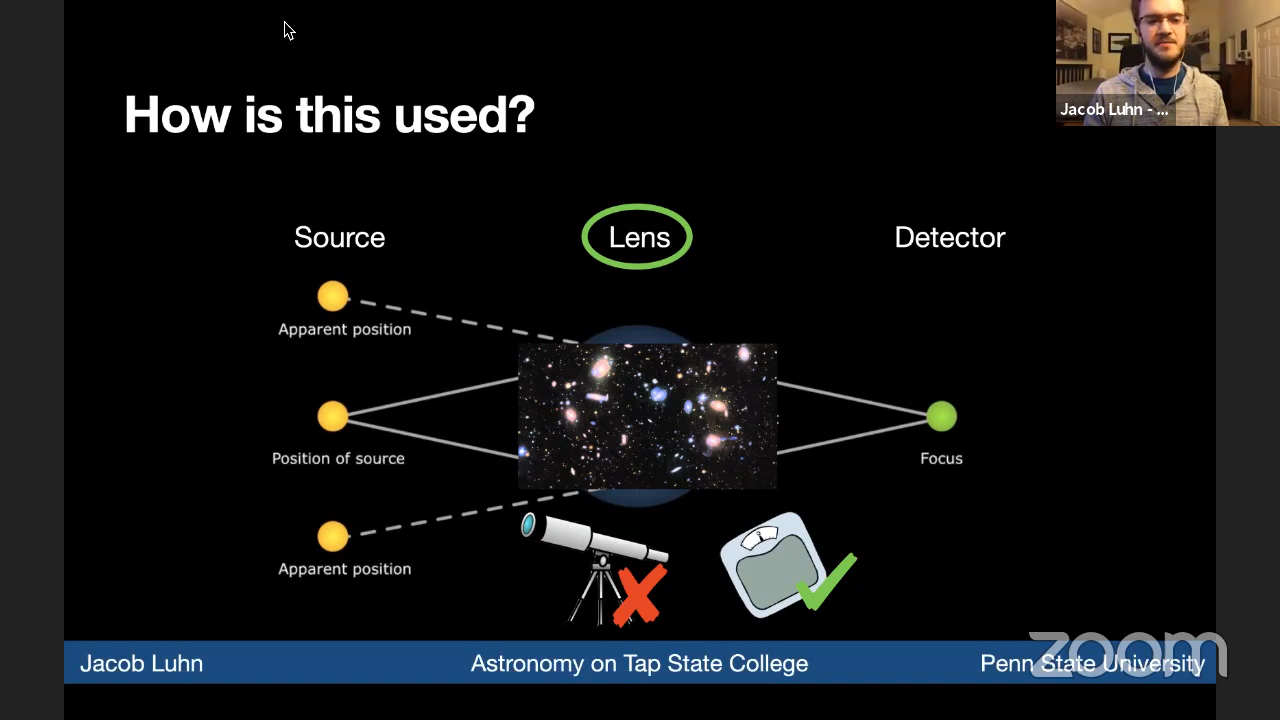 Jacob Luhn - ...
How is this used?
Source
Lens
Detector
Apparent position
Position of source
Focus
Apparent position
Jacob Luhn
Astronomy on Tap State College
Penn State University
zoom